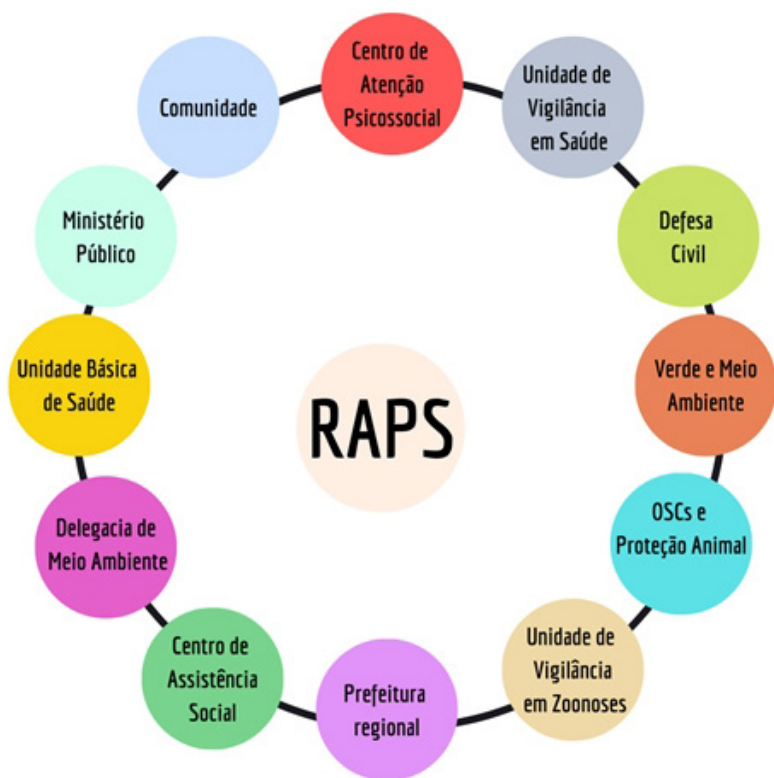 Centro de
Atenção
Psicossocial
Unidade de
Vigilância
em Saúde
Defesa
Civil
Verde e Meio
Ambiente
OSCs e
Proteção Animal
Unidade de
Vigilância
em Zoonoses
Prefeitura
regional
Centro de
Assistência
Social
Delegacia de
Meio Ambiente
Unidade Básica
de Saúde
Ministério
Público
Comunidade
RAPS